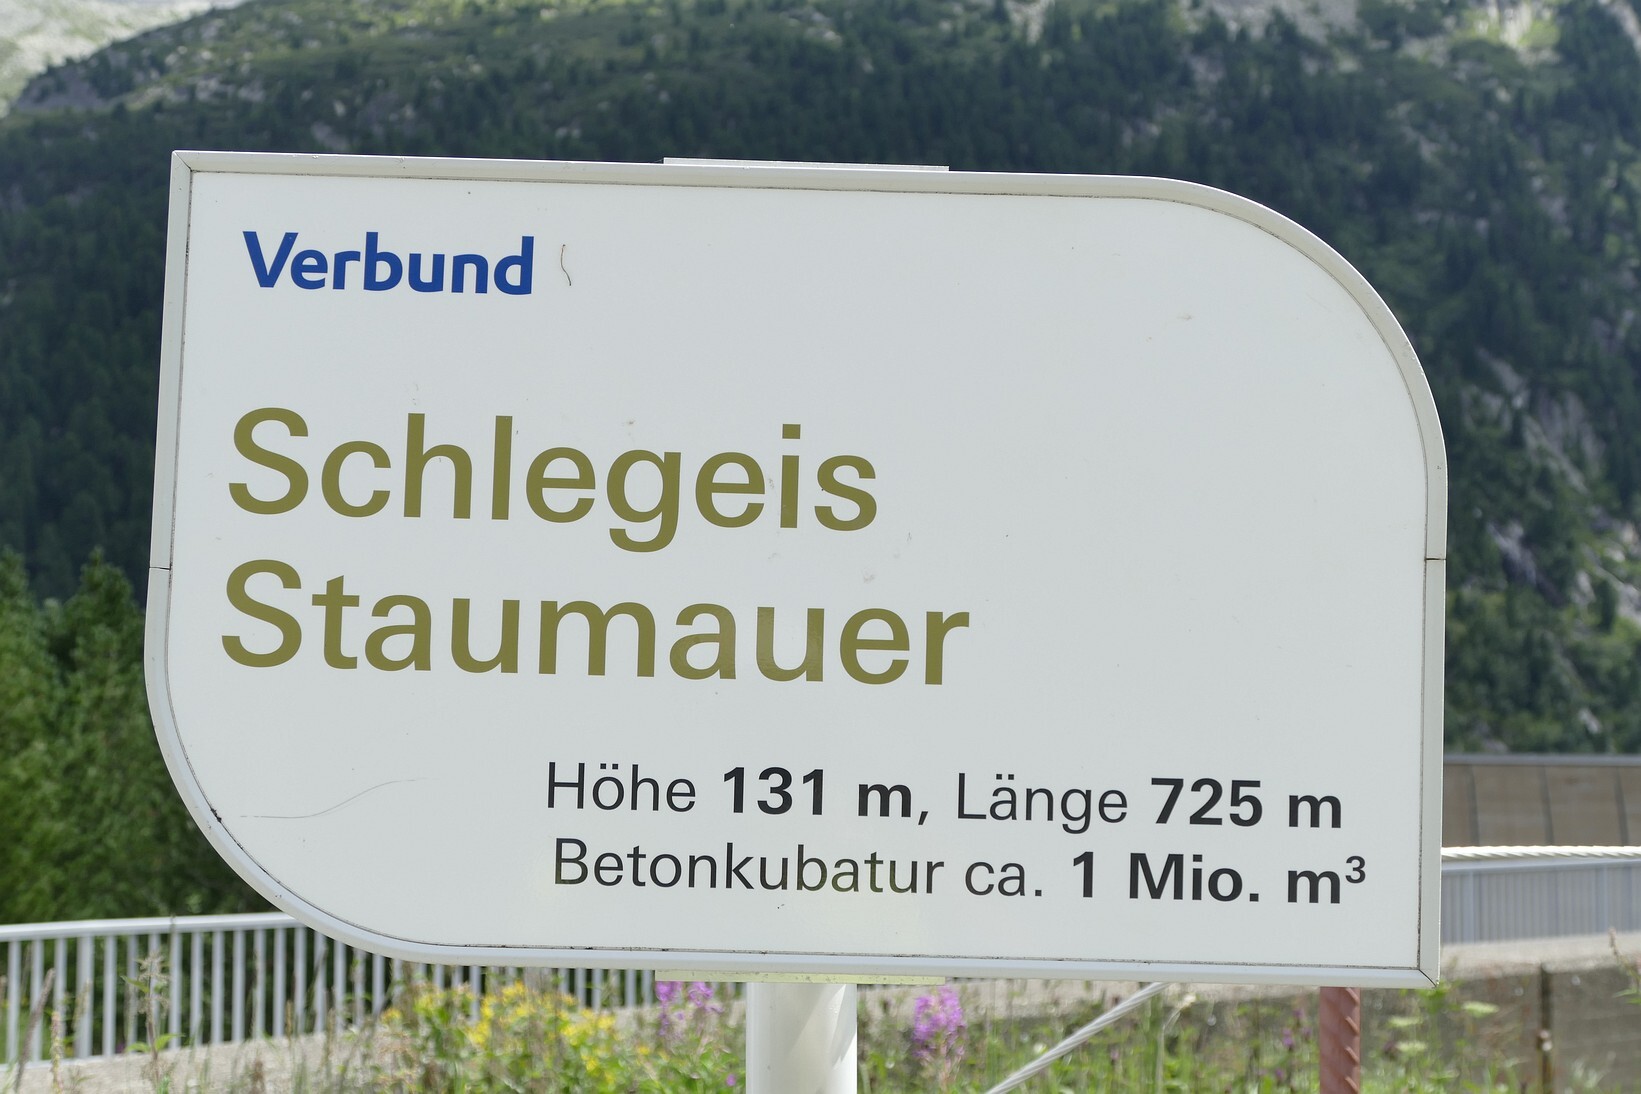 Verbund
Schlegeis
Staumauer
Höhe 131 m, Länge 725 m
Betonkubatur ca. 1 Mio. m³